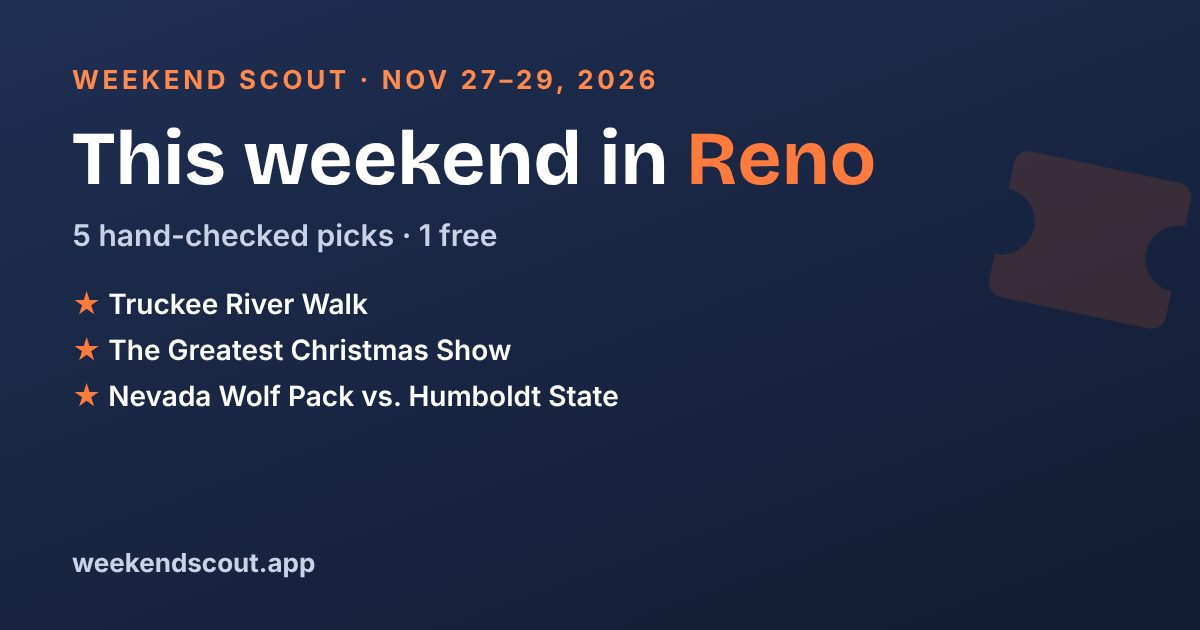 WEEKEND SCOUT · NOV 27–29, 2026
This weekend in Reno
5 hand-checked picks · 1 free
★ Truckee River Walk
★ The Greatest Christmas Show
★ Nevada Wolf Pack vs. Humboldt State
weekendscout.app